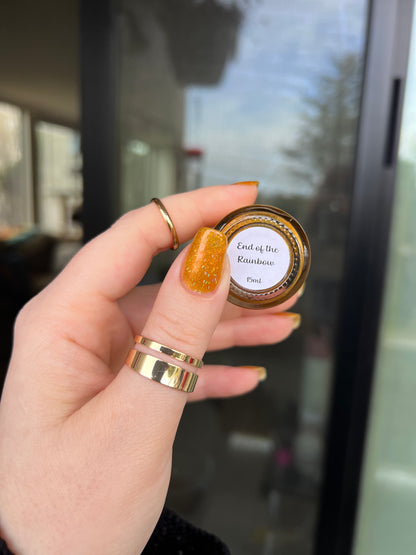 End of the
Rainbow
15ml